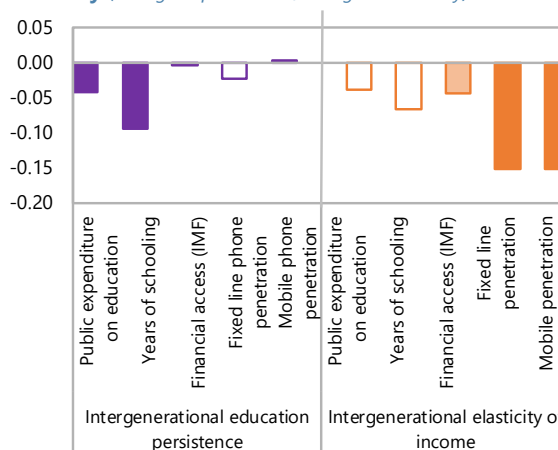 0.05
0.00
-0.05
-0.10
-0.15
-0.20
Public expenditure
on education
Years of schooling
Financial access (IMF)
Fixed line phone
penetration
Mobile phone
penetration
Public expenditure
on education
Years of schooling
Financial access (IMF)
Fixed line
penetration
Mobile penetration
Intergenerational education
persistence
Intergenerational elasticity o
income